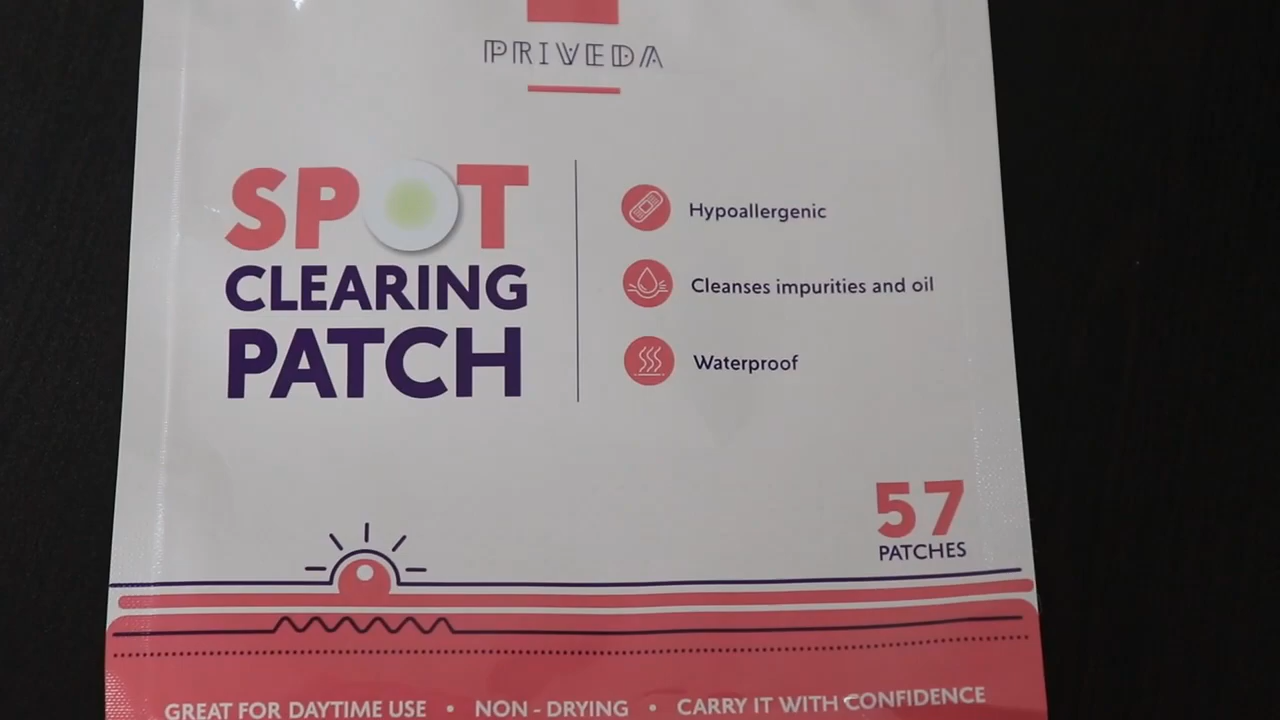 PRIVEDA
SPOT
CLEARING
PATCH
Hypoallergenic
Cleanses impurities and oil
Waterproof
57
PATCHES
GREAT FOR DAYTIME USE • NON - DRYING • CARRY IT WITH CONFIDENCE